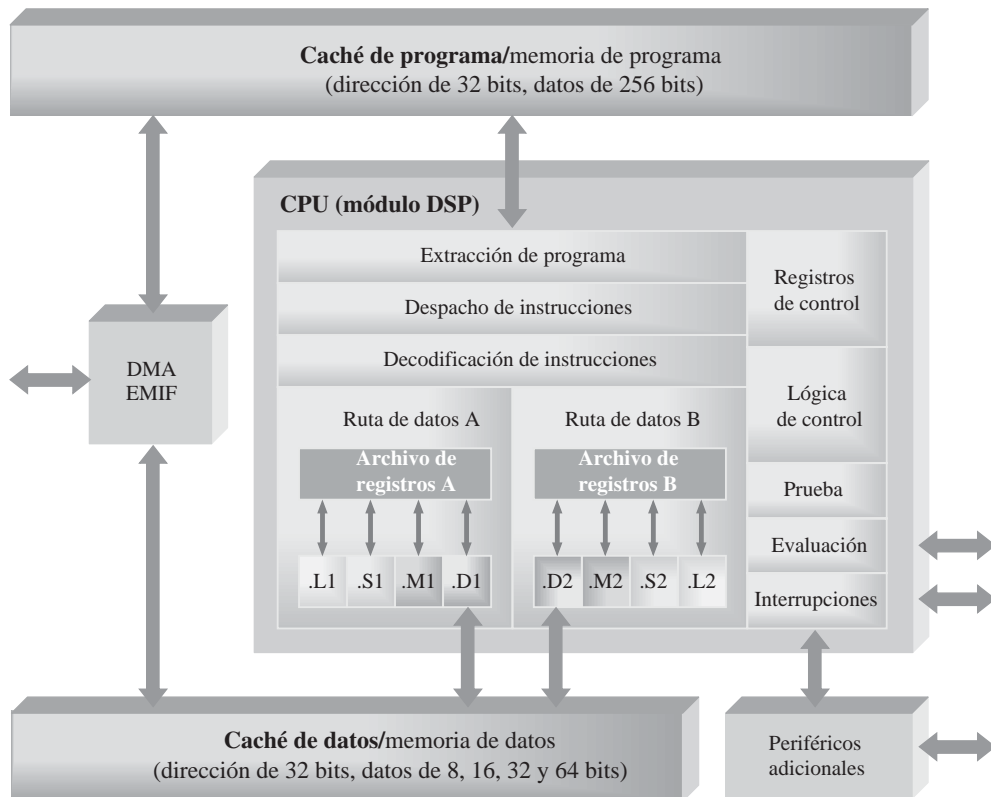 Caché de programa/memoria de programa
(dirección de 32 bits, datos de 256 bits)
CPU (módulo DSP)
Extracción de programa
Despacho de instrucciones
Decodificación de instrucciones
Registros
de control
Lógica
de control
Prueba
Evaluación
Interrupciones
DMA
EMIF
Ruta de datos A
Archivo de
registros A
.L1 .S1 .M1 .D1
Ruta de datos B
Archivo de
registros B
.D2 .M2 .S2 .L2
Caché de datos/memoria de datos
(dirección de 32 bits, datos de 8, 16, 32 y 64 bits)
Periféricos
adicionales